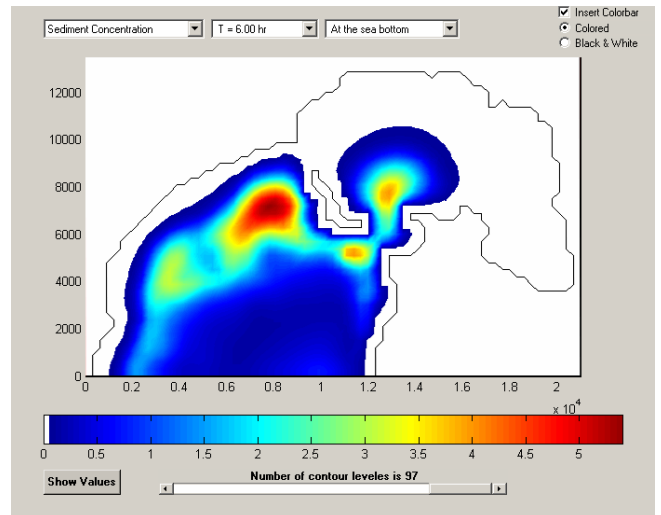 Insert Colorbar
Sediment Concentration T = 6.00 hr At the sea bottom Colored
Black & White
12000
10000
8000
6000
4000
2000
0
0 0.2 0.4 0.6 0.8 1 1.2 1.4 1.6 1.8 2
x 10^4
0 0.5 1 1.5 2 2.5 3 3.5 4 4.5 5
Show Values Number of contour leveles is 97